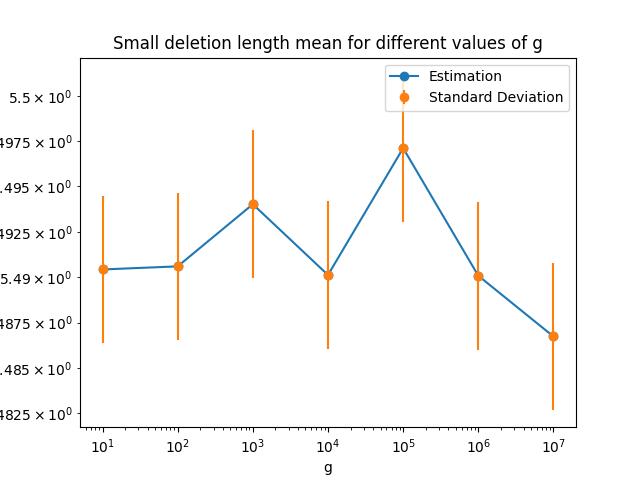 Small deletion length mean for different values of g
Estimation
Standard Deviation
5.5 × 10⁰
4975 × 10⁰
.495 × 10⁰
4925 × 10⁰
5.49 × 10⁰
4875 × 10⁰
.485 × 10⁰
4825 × 10⁰
10¹ 10² 10³ 10⁴ 10⁵ 10⁶ 10⁷
g